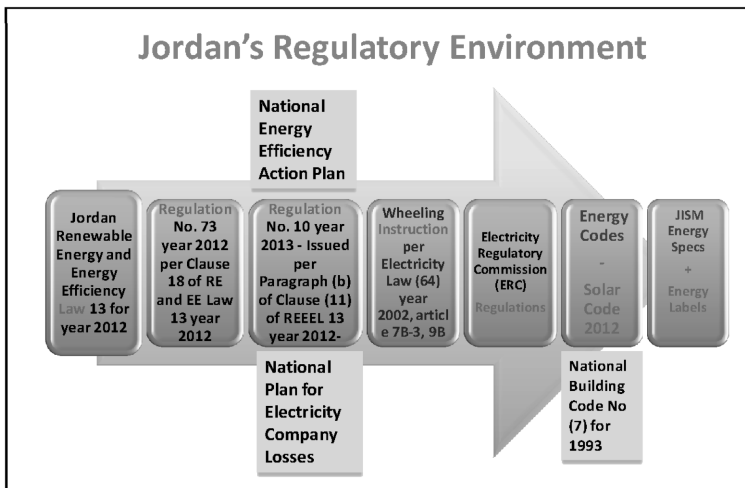 Jordan's Regulatory Environment
National
Energy
Efficiency
Action Plan
Jordan
Renewable
Energy and
Energy
Efficiency
Law 13 for
year 2012
Regulation
No. 73
year 2012
per Clause
18 of RE
and EE Law
13 year
2012
Regulation
No. 10 year
2013 - Issued
per
Paragraph (b)
of Clause (11)
of REEEL 13
year 2012-
Wheeling
Instruction
per
Electricity
Law (64)
year
2002, articl
e 7B-3, 9B
Electricity
Regulatory
Commission
(ERC)
Regulations
Energy
Codes
-
Solar
Code
2012
JISM
Energy
Specs
+
Energy
Labels
National
Plan for
Electricity
Company
Losses
National
Building
Code No
(7) for
1993